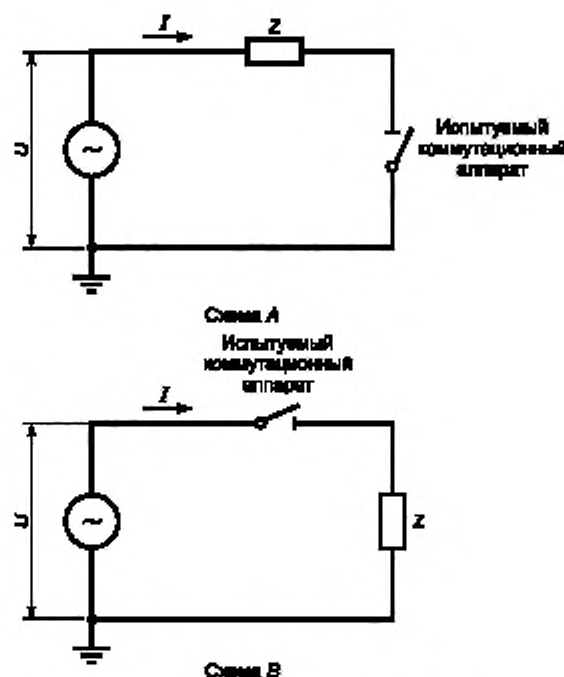 I
Z
U
Испытуемый
коммутационный
аппарат
Схема A
Испытуемый
коммутационный
аппарат
I
U
Z
Схема B